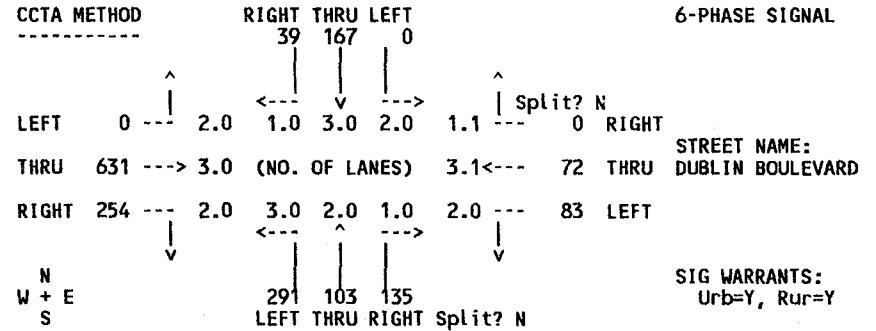 CCTA METHOD RIGHT THRU LEFT 6-PHASE SIGNAL
----------- 39 167 0
^ ^
<--- v ---> Split? N
LEFT 0 --- 2.0 1.0 3.0 2.0 1.1 --- 0 RIGHT
STREET NAME:
THRU 631 ---> 3.0 (NO. OF LANES) 3.1<--- 72 THRU DUBLIN BOULEVARD
RIGHT 254 --- 2.0 3.0 2.0 1.0 2.0 --- 83 LEFT
<--- ^ --->
v v
N SIG WARRANTS:
W + E 291 103 135 Urb=Y, Rur=Y
S LEFT THRU RIGHT Split? N